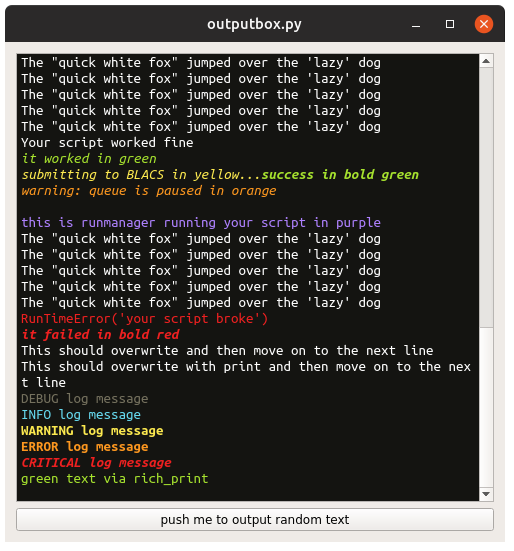 outputbox.py
The "quick white fox" jumped over the 'lazy' dog
The "quick white fox" jumped over the 'lazy' dog
The "quick white fox" jumped over the 'lazy' dog
The "quick white fox" jumped over the 'lazy' dog
The "quick white fox" jumped over the 'lazy' dog
Your script worked fine
it worked in green
submitting to BLACS in yellow...success in bold green
warning: queue is paused in orange
this is runmanager running your script in purple
The "quick white fox" jumped over the 'lazy' dog
The "quick white fox" jumped over the 'lazy' dog
The "quick white fox" jumped over the 'lazy' dog
The "quick white fox" jumped over the 'lazy' dog
The "quick white fox" jumped over the 'lazy' dog
RunTimeError('your script broke')
it failed in bold red
This should overwrite and then move on to the next line
This should overwrite with print and then move on to the nex
t line
DEBUG log message
INFO log message
WARNING log message
ERROR log message
CRITICAL log message
green text via rich_print
push me to output random text